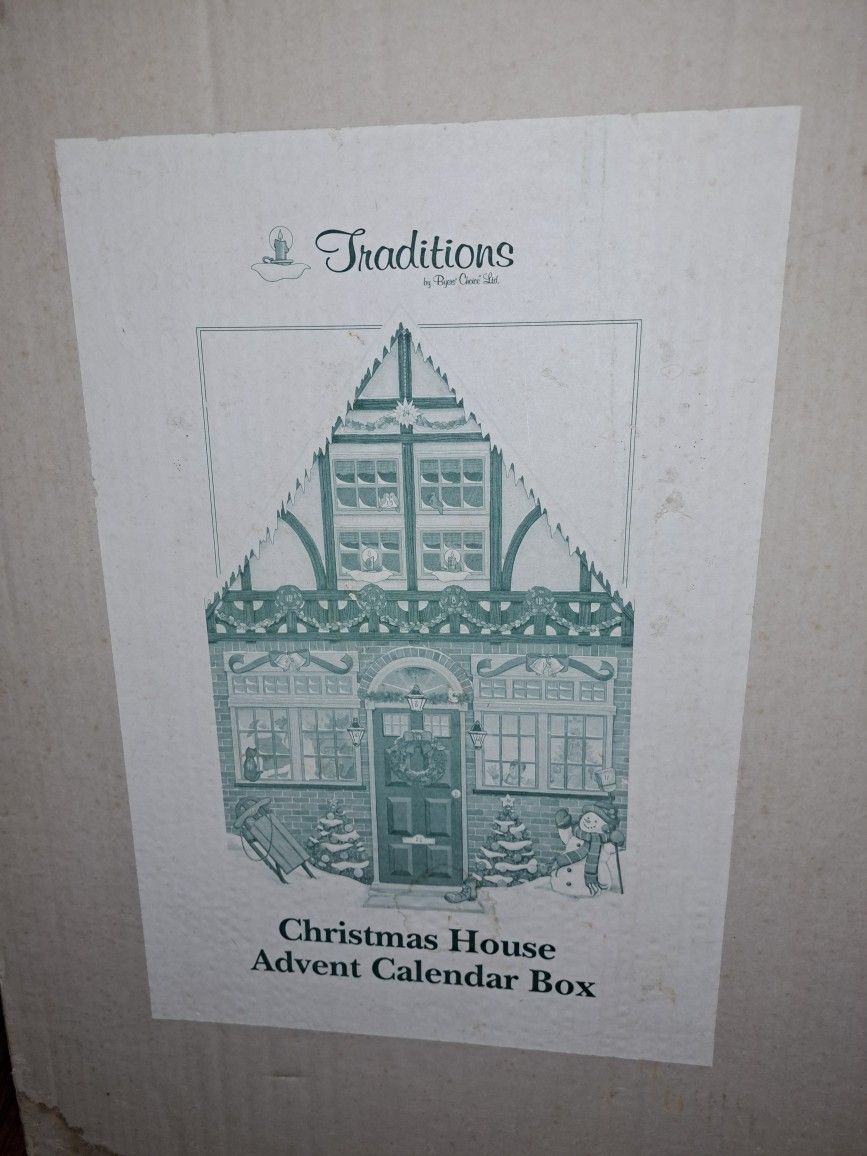 Traditions
by Byers' Choice Ltd.
Christmas House
Advent Calendar Box